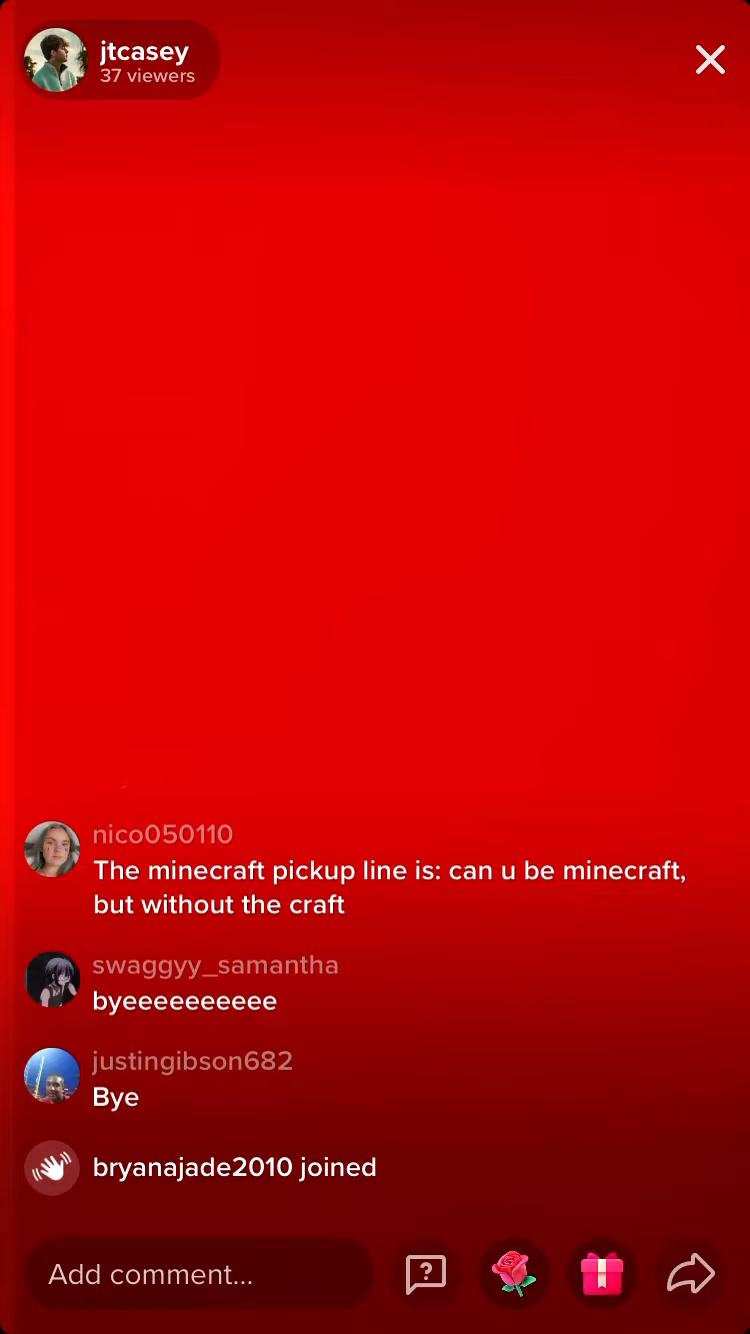 jtcasey
37 viewers
nico050110
The minecraft pickup line is: can u be minecraft,
but without the craft
swaggyy_samantha
byeeeeeeeeee
justingibson682
Bye
bryanajade2010 joined
Add comment...
?